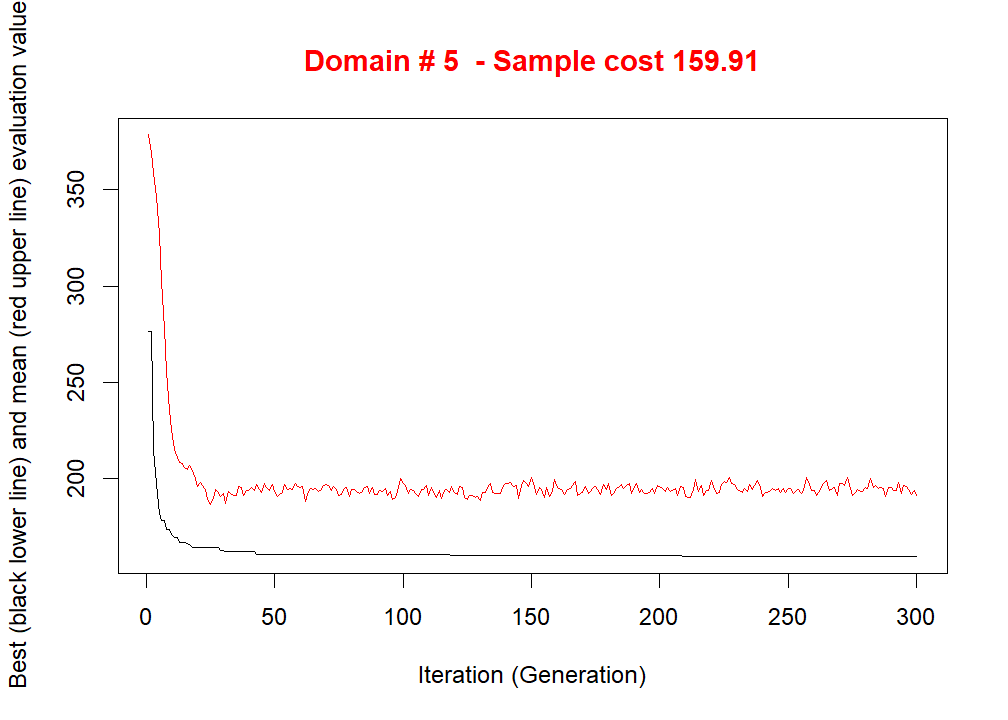 Domain # 5  - Sample cost 159.91
Best (black lower line) and mean (red upper line) evaluation value
350
300
250
200
0 50 100 150 200 250 300
Iteration (Generation)